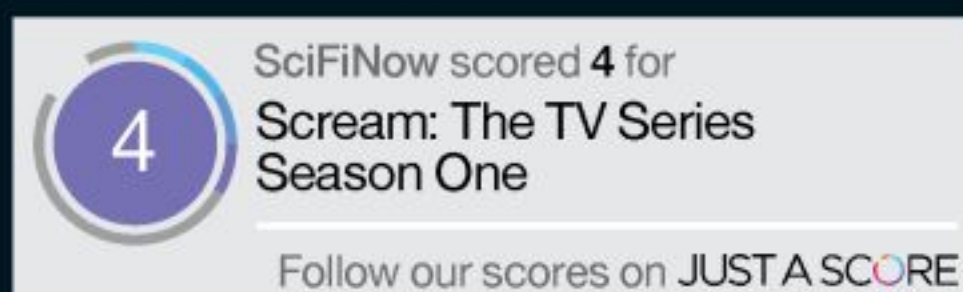 4
SciFiNow scored 4 for
Scream: The TV Series
Season One
Follow our scores on JUST A SCORE